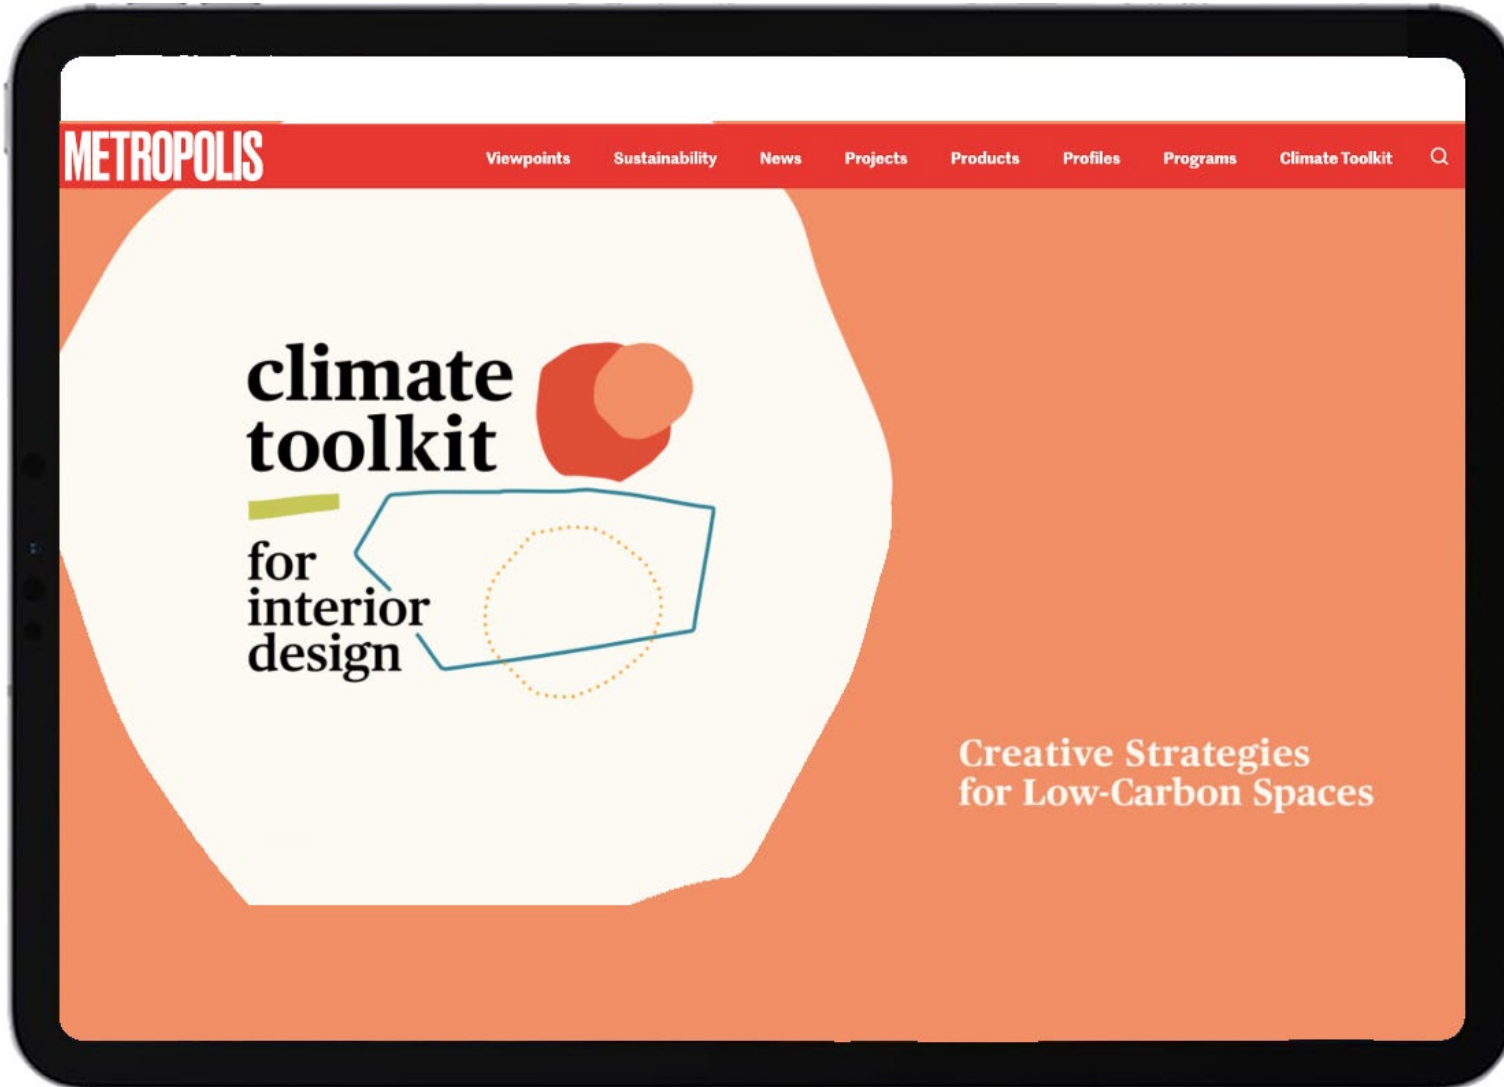 METROPOLIS
Viewpoints Sustainability News Projects Products Profiles Programs Climate Toolkit
climate
toolkit
for
interior
design
Creative Strategies
for Low-Carbon Spaces